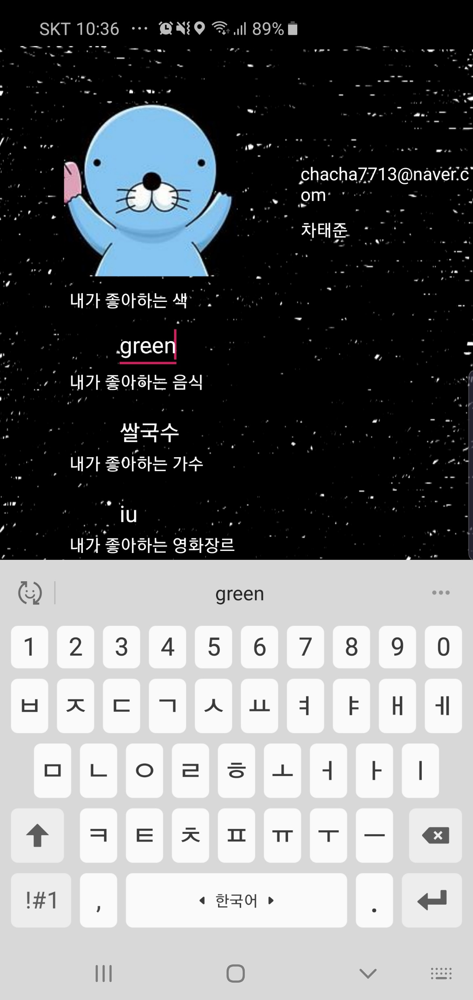 SKT 10:36 ... 89%
chacha7713@naver.c
om
차태준
내가 좋아하는 색
green
내가 좋아하는 음식
쌀국수
내가 좋아하는 가수
iu
내가 좋아하는 영화장르
green ...
1 2 3 4 5 6 7 8 9 0
ㅂ ㅈ ㄷ ㄱ ㅅ ㅛ ㅕ ㅑ ㅐ ㅔ
ㅁ ㄴ ㅇ ㄹ ㅎ ㅗ ㅓ ㅏ ㅣ
ㅋ ㅌ ㅊ ㅍ ㅠ ㅜ ㅡ
!#1 , 한국어 .